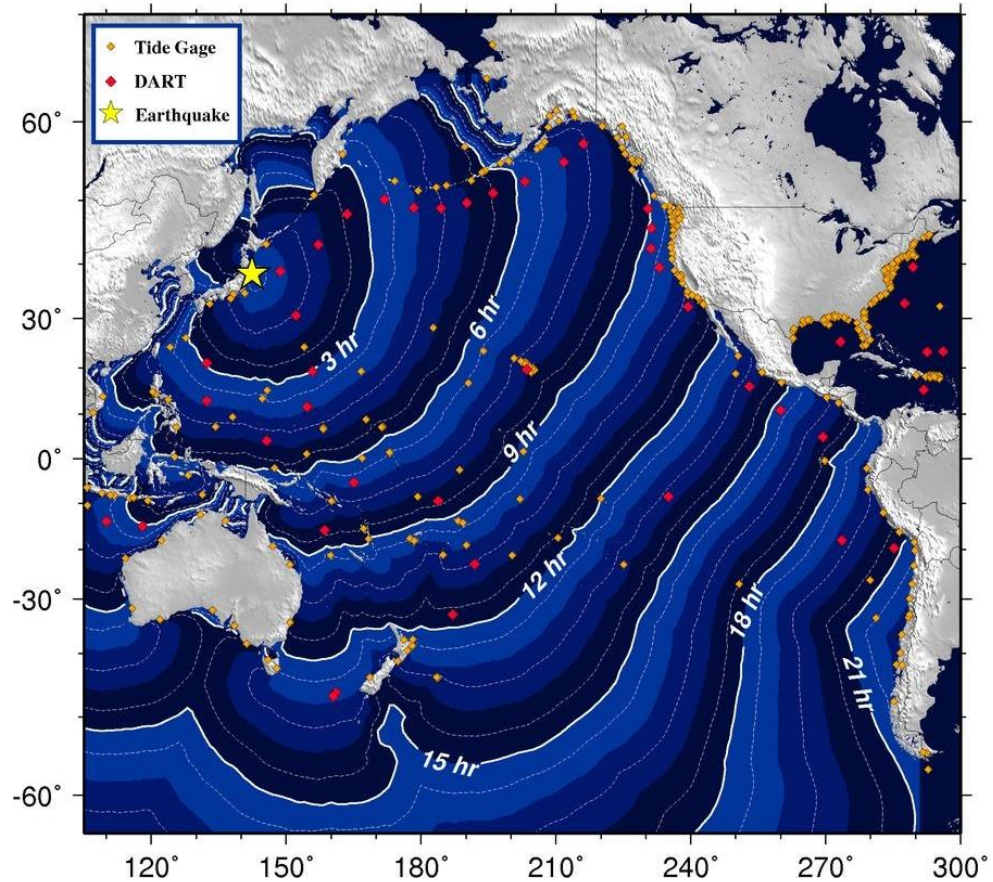 Tide Gage
DART
Earthquake
60˚
30˚
0˚
-30˚
-60˚
3 hr
6 hr
9 hr
12 hr
15 hr
18 hr
21 hr
120˚
150˚
180˚
210˚
240˚
270˚
300˚